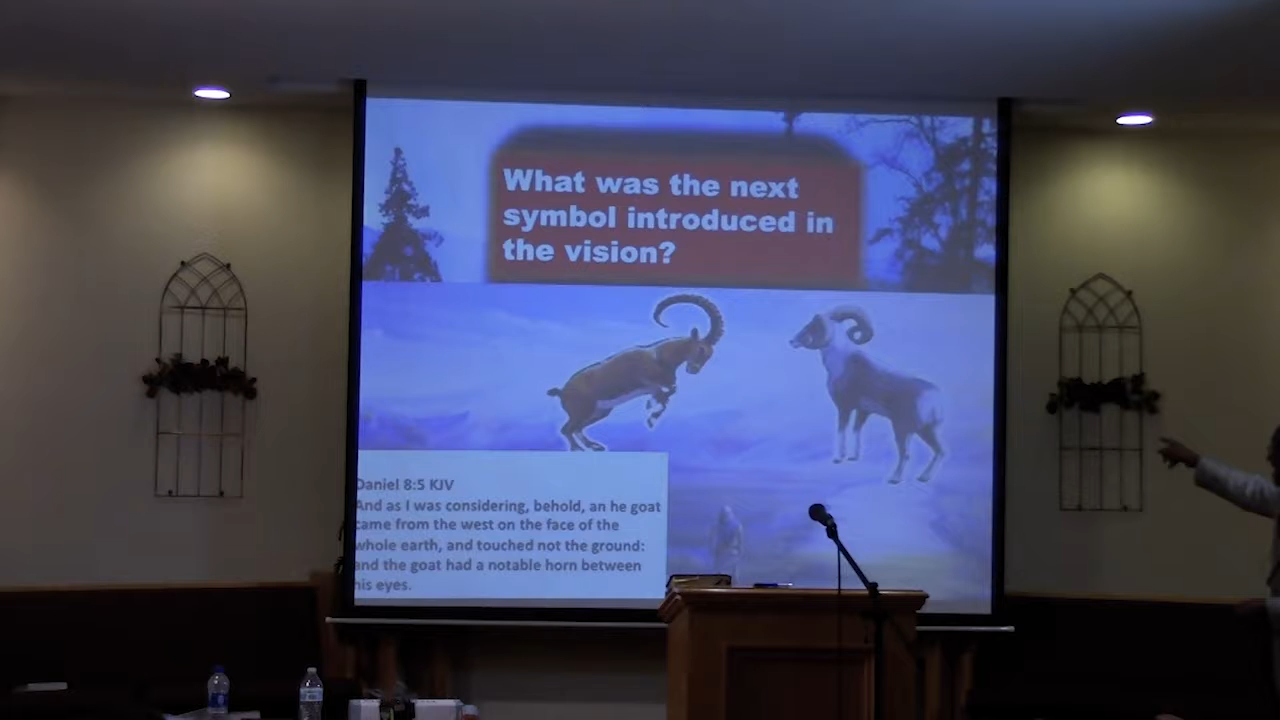 What was the next
symbol introduced in
the vision?
Daniel 8:5 KJV
And as I was considering, behold, an he goat
came from the west on the face of the
whole earth, and touched not the ground:
and the goat had a notable horn between
his eyes.